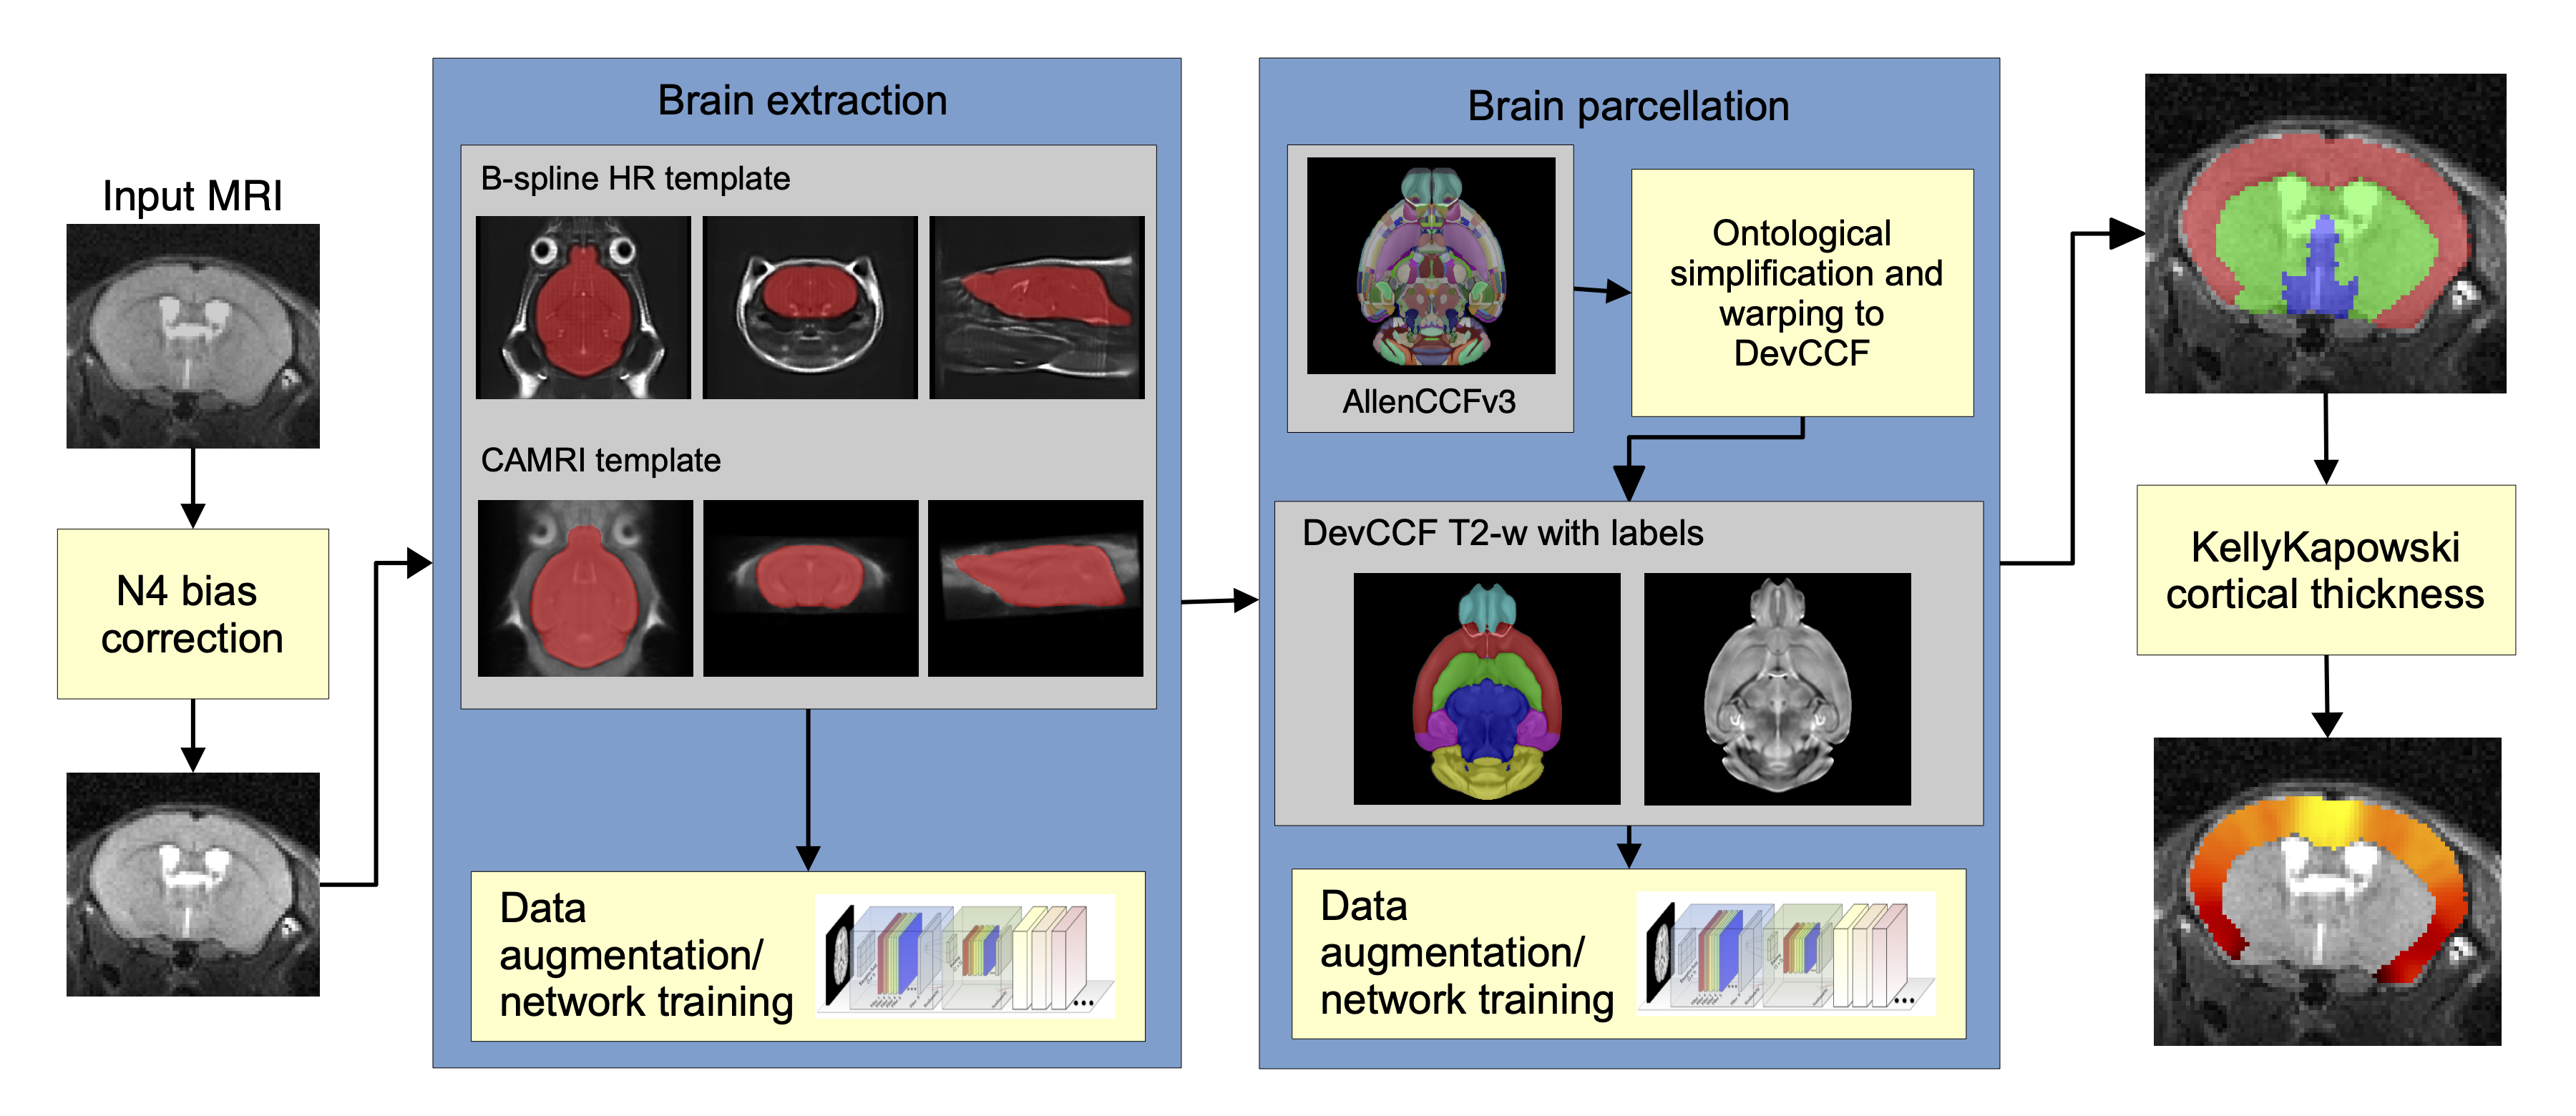 Input MRI
N4 bias
correction
Brain extraction
B-spline HR template
CAMRI template
Data
augmentation/
network training
Brain parcellation
AllenCCFv3
Ontological
simplification and
warping to
DevCCF
DevCCF T2-w with labels
Data
augmentation/
network training
KellyKapowski
cortical thickness